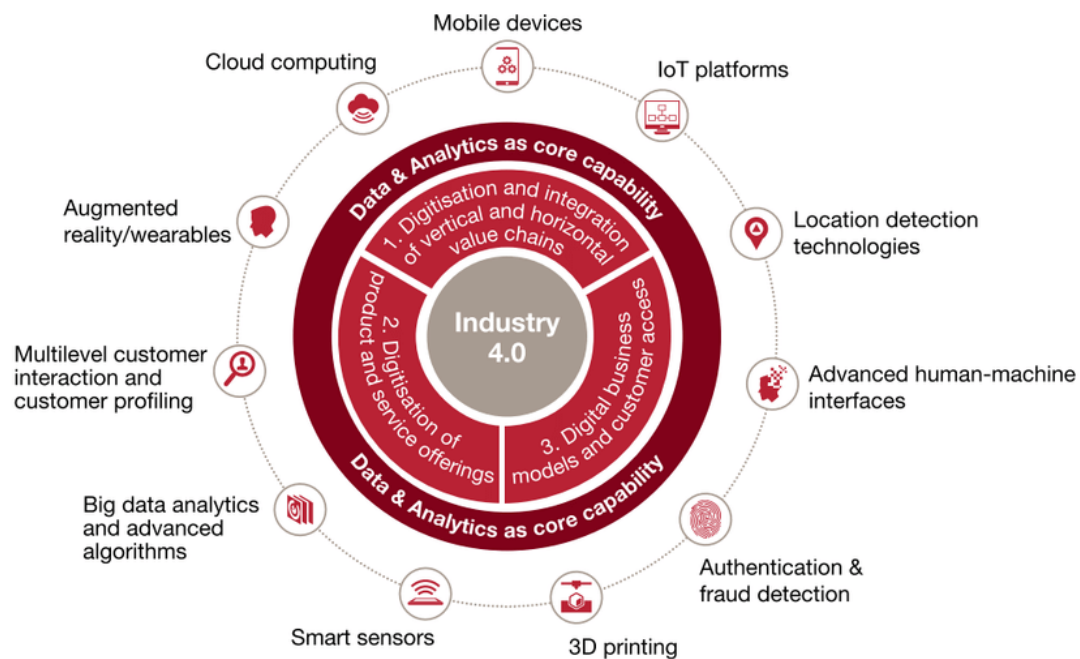 Mobile devices
Cloud computing
IoT platforms
Data & Analytics as core capability
1. Digitisation and integration
of vertical and horizontal
value chains
Augmented
reality/wearables
Location detection
technologies
Industry
4.0
2. Digitisation of
product and service offerings
3. Digital business
models and customer access
Multilevel customer
interaction and
customer profiling
Advanced human-machine
interfaces
Data & Analytics as core capability
Big data analytics
and advanced
algorithms
Authentication &
fraud detection
Smart sensors
3D printing